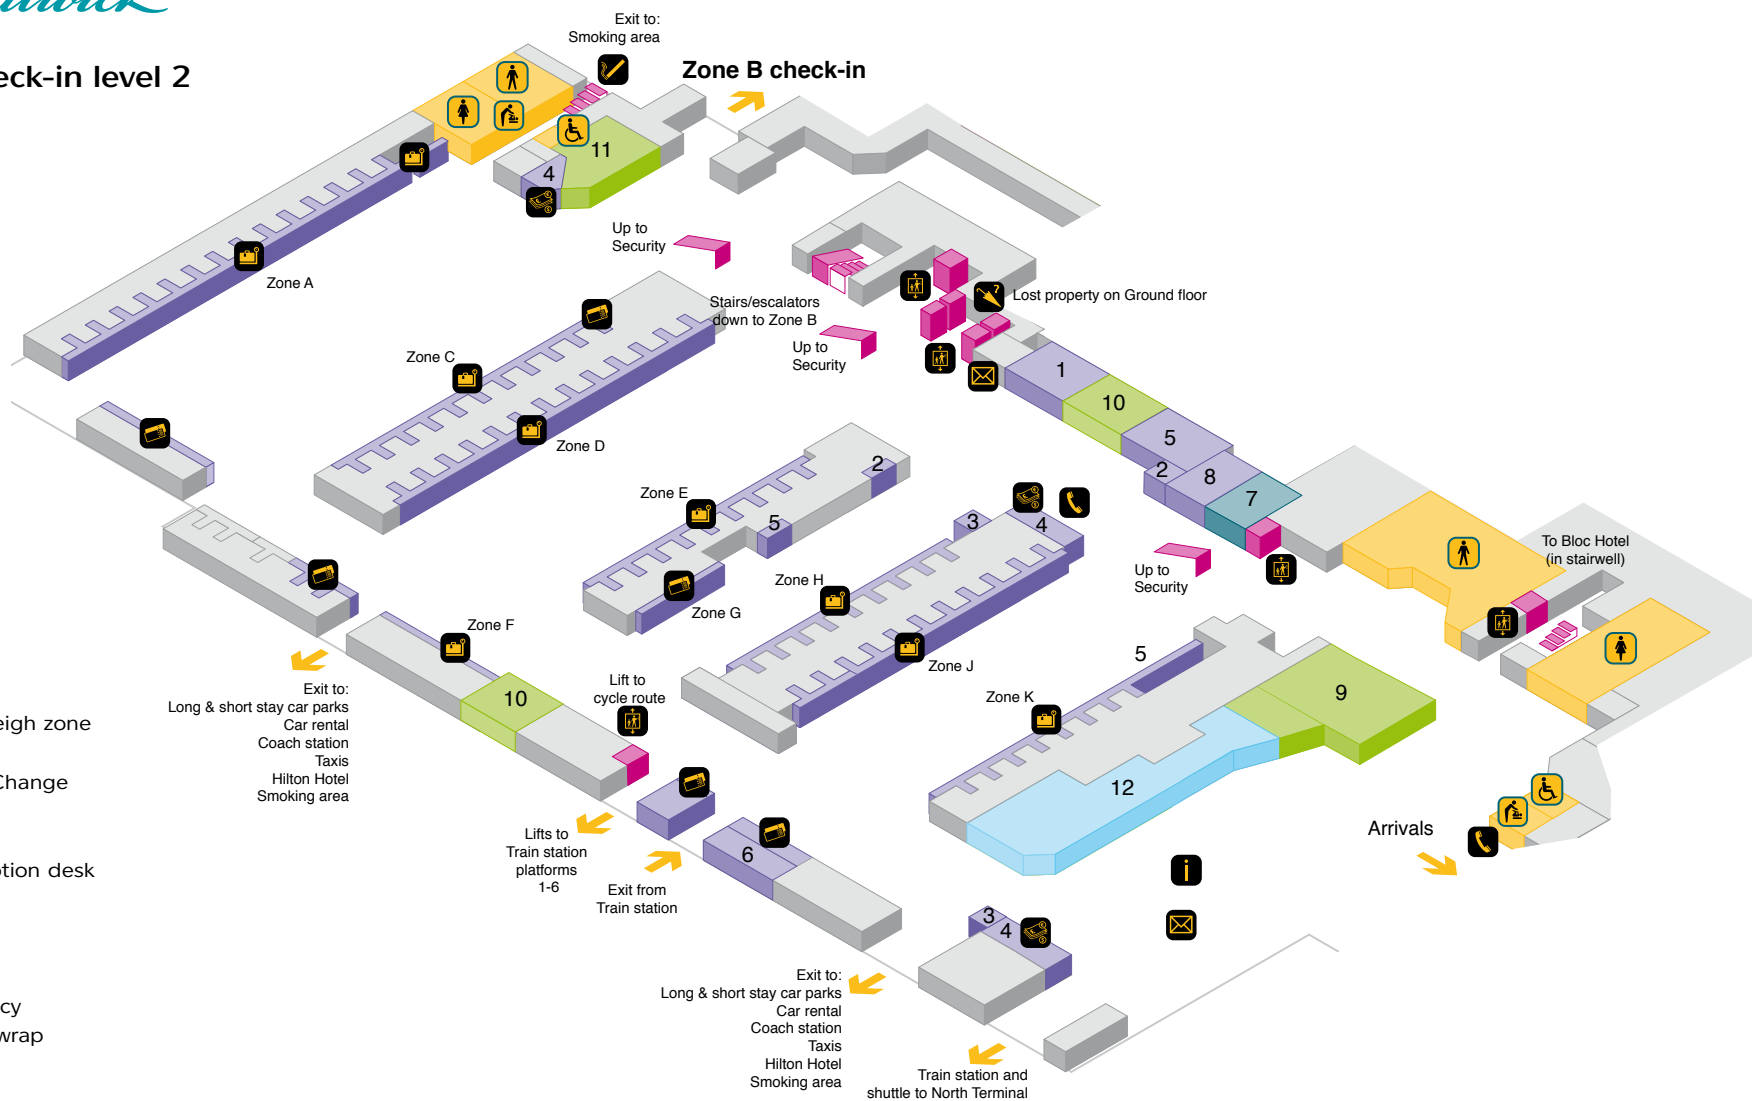 eck-in level 2
Exit to:
Smoking area
Zone B check-in
11
4
Zone A
Up to
Security
Stairs/escalators
down to Zone B
Up to
Security
Lost property on Ground floor
Zone C
Zone D
1
10
5
2
8
7
Zone E
2
5
3
4
Zone G
Zone H
Zone J
Up to
Security
To Bloc Hotel
(in stairwell)
Zone F
10
Lift to
cycle route
Exit to:
Long & short stay car parks
Car rental
Coach station
Taxis
Hilton Hotel
Smoking area
5
Zone K
9
12
eigh zone
Change
tion desk
cy
wrap
Lifts to
Train station
platforms
1-6
Exit from
Train station
6
Arrivals
3
4
Exit to:
Long & short stay car parks
Car rental
Coach station
Taxis
Hilton Hotel
Smoking area
Train station and
shuttle to North Terminal